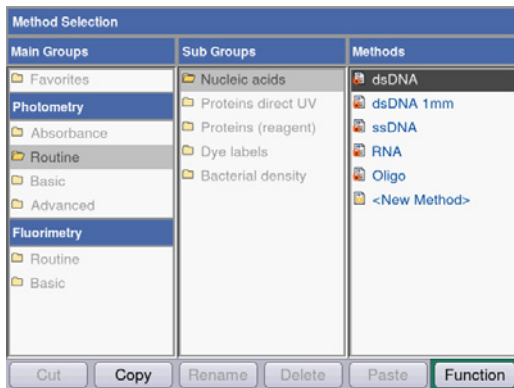 Method Selection
Main Groups
Favorites
Photometry
Absorbance
Routine
Basic
Advanced
Fluorimetry
Routine
Basic
Sub Groups
Nucleic acids
Proteins direct UV
Proteins (reagent)
Dye labels
Bacterial density
Methods
dsDNA
dsDNA 1mm
ssDNA
RNA
Oligo
<New Method>
Cut Copy Rename Delete Paste Function